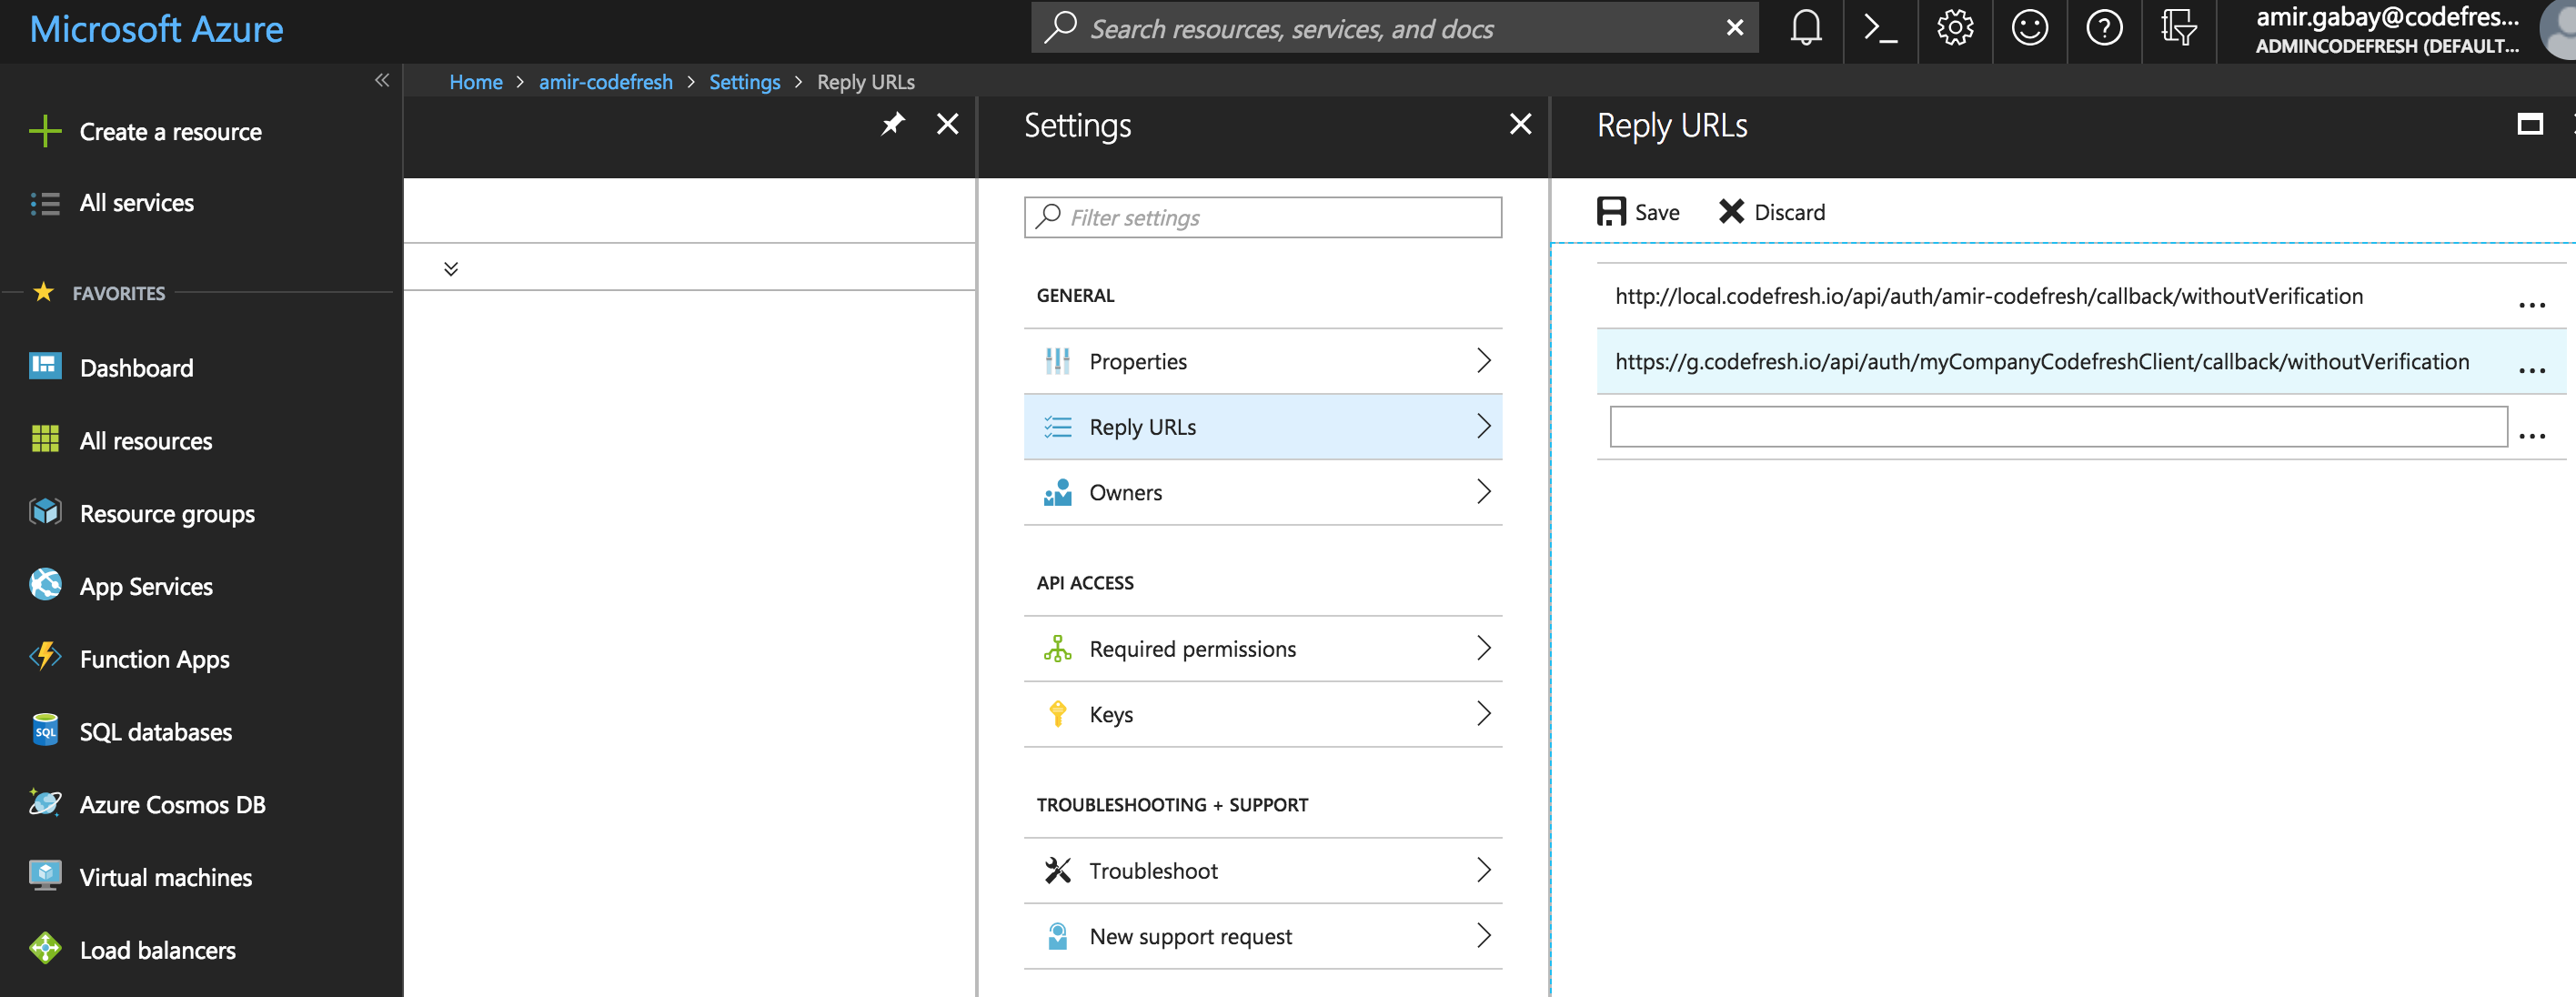 Microsoft Azure
Search resources, services, and docs
amir.gabay@codefres...
ADMINCODEFRESH (DEFAULT...
Home > amir-codefresh > Settings > Reply URLs
Create a resource
All services
FAVORITES
Dashboard
All resources
Resource groups
App Services
Function Apps
SQL
SQL databases
Azure Cosmos DB
Virtual machines
Load balancers
Settings
Filter settings
GENERAL
Properties
Reply URLs
Owners
API ACCESS
Required permissions
Keys
TROUBLESHOOTING + SUPPORT
Troubleshoot
New support request
Reply URLs
Save Discard
http://local.codefresh.io/api/auth/amir-codefresh/callback/withoutVerification ...
https://g.codefresh.io/api/auth/myCompanyCodefreshClient/callback/withoutVerification ...
...